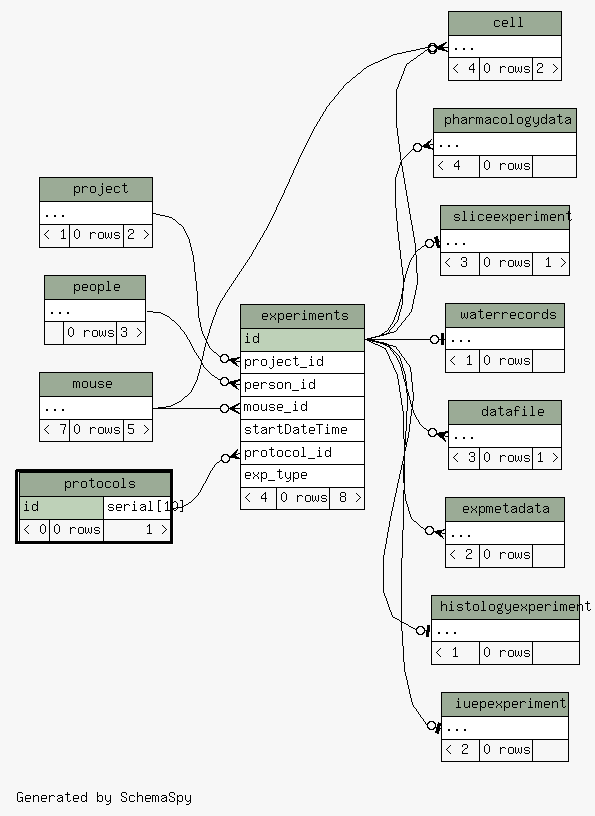 cell
...
< 4 0 rows 2 >
pharmacologydata
...
< 4 0 rows
project
...
< 1 0 rows 2 >
sliceexperiment
...
< 3 0 rows 1 >
people
...
0 rows 3 >
experiments
id
project_id
person_id
mouse_id
startDateTime
protocol_id
exp_type
< 4 0 rows 8 >
waterrecords
...
< 1 0 rows
mouse
...
< 7 0 rows 5 >
datafile
...
< 3 0 rows 1 >
protocols
id serial[10]
< 0 0 rows 1 >
expmetadata
...
< 2 0 rows
histologyexperiment
...
< 1 0 rows
iuepexperiment
...
< 2 0 rows
Generated by SchemaSpy